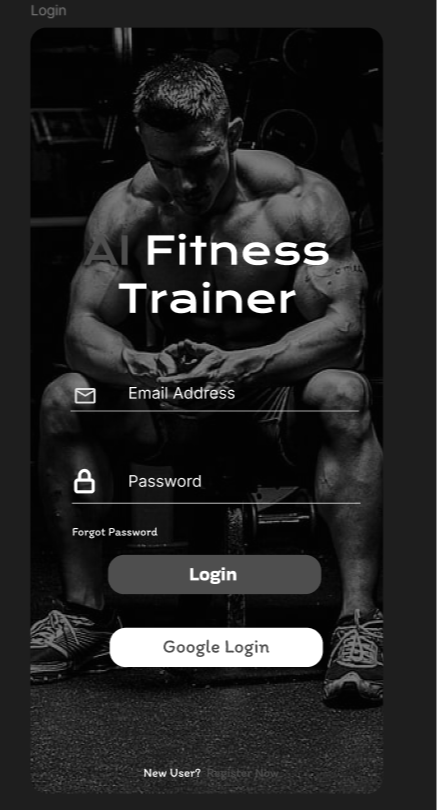 Login
AI Fitness
Trainer
Email Address
Password
Forgot Password
Login
Google Login
New User? Register Now